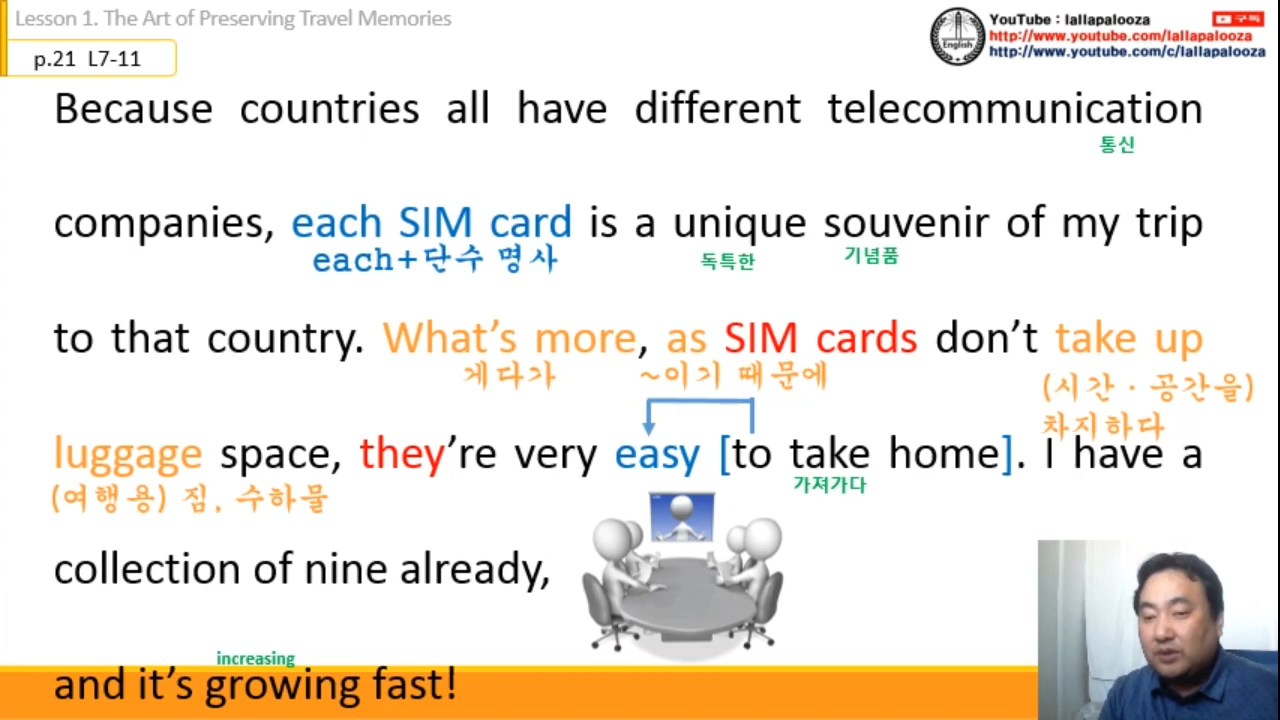 Lesson 1. The Art of Preserving Travel Memories
p.21 L7-11
English
YouTube : lallapalooza
구독
http://www.youtube.com/lallapalooza
http://www.youtube.com/c/lallapalooza
Because countries all have different telecommunication
통신
companies, each SIM card is a unique souvenir of my trip
each+단수 명사
독특한
기념품
to that country. What's more, as SIM cards don't take up
게다가
~이기 때문에
(시간 · 공간을)
차지하다
luggage space, they're very easy [to take home]. I have a
(여행용) 짐, 수하물
가져가다
collection of nine already,
increasing
and it's growing fast!